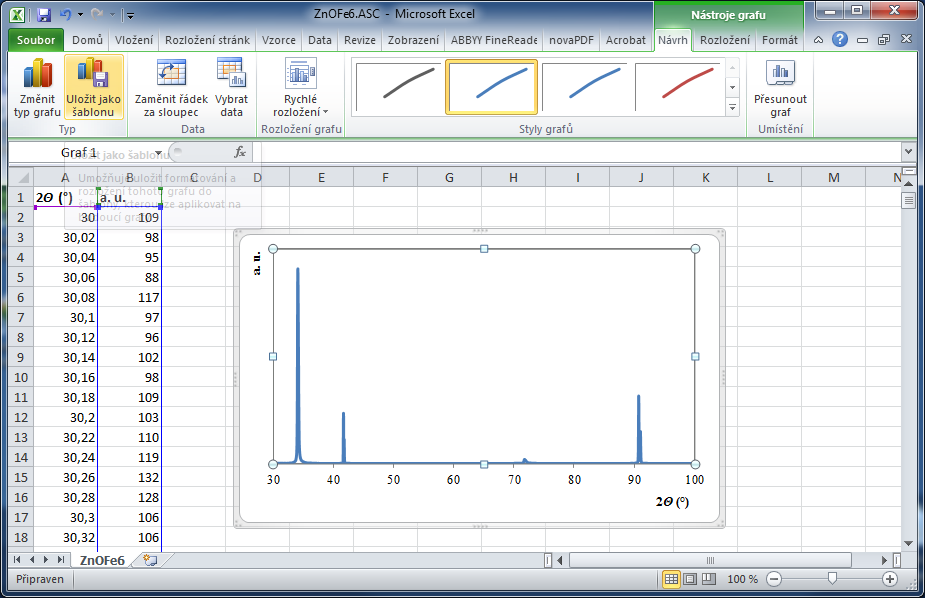 ZnOFe6.ASC - Microsoft Excel
Nástroje grafu
Soubor Domů Vložení Rozložení stránk Vzorce Data Revize Zobrazení ABBYY FineReade novaPDF Acrobat Návrh Rozložení Formát
Změnit typ grafu
Uložit jako šablonu
Zaměnit řádek za sloupec
Vybrat data
Rychlé rozložení
Přesunout graf
Typ Data Rozložení grafu Styly grafů Umístění
Graf 1 fx
Uložit jako šablonu
Umožňuje uložit formátování a
rozložení tohoto grafu do
šablony, kterou lze aplikovat na
budoucí grafy.
A B C D E F G H I J K L M N
1 2Θ (°) a. u.
2 30 109
3 30,02 98
4 30,04 95
5 30,06 88
6 30,08 117
7 30,1 97
8 30,12 96
9 30,14 102
10 30,16 98
11 30,18 109
12 30,2 103
13 30,22 110
14 30,24 119
15 30,26 132
16 30,28 128
17 30,3 106
18 30,32 106
a. u.
30 40 50 60 70 80 90 100
2Θ (°)
ZnOFe6
Připraven 100 %